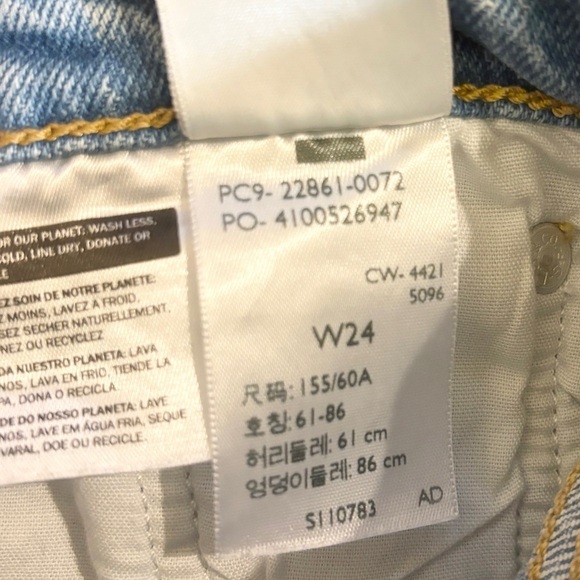 OR OUR PLANET: WASH LESS,
OLD, LINE DRY, DONATE OR
LE
EZ SOIN DE NOTRE PLANETE:
MOINS, LAVEZ A FROID,
SEZ SECHER NATURELLEMENT,
NEZ OU RECYCLEZ
DA NUESTRO PLANETA: LAVA
NOS, LAVA EN FRIO, TIENDE LA
PA, DONA O RECICLA.
DE DO NOSSO PLANETA: LAVE
NOS, LAVE EM ÁGUA FRIA, SEQUE
VARAL, DOE OU RECICLE.
PC9- 22861-0072
PO- 4100526947
CW- 4421
5096
W24
尺码: 155/60A
호칭: 61-86
허리둘레: 61 cm
엉덩이둘레: 86 cm
S110783 AD